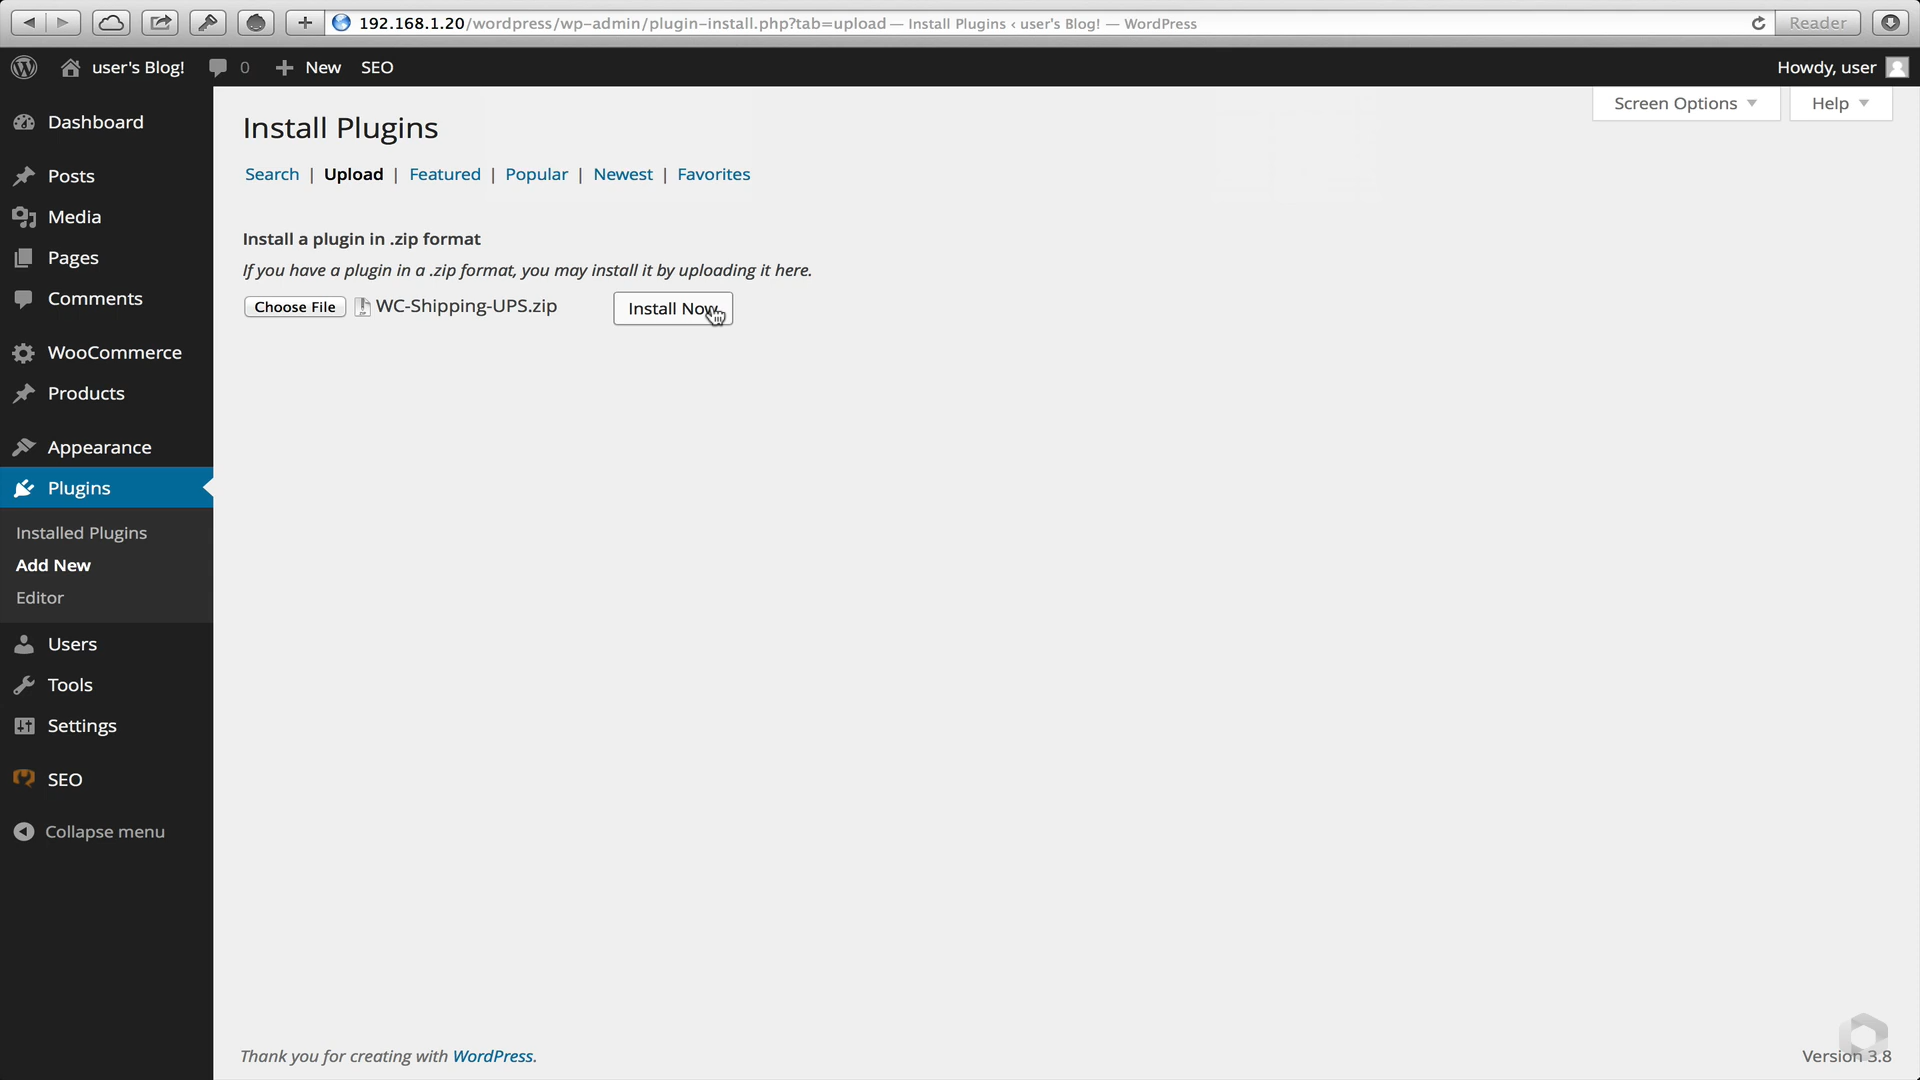 192.168.1.20/wordpress/wp-admin/plugin-install.php?tab=upload — Install Plugins ‹ user's Blog! — WordPress
Reader
user's Blog! 0 New SEO
Howdy, user
Screen Options
Help
Dashboard
Posts
Media
Pages
Comments
WooCommerce
Products
Appearance
Plugins
Installed Plugins
Add New
Editor
Users
Tools
Settings
SEO
Collapse menu
Install Plugins
Search | Upload | Featured | Popular | Newest | Favorites
Install a plugin in .zip format
If you have a plugin in a .zip format, you may install it by uploading it here.
Choose File WC-Shipping-UPS.zip Install Now
Thank you for creating with WordPress.
Version 3.8